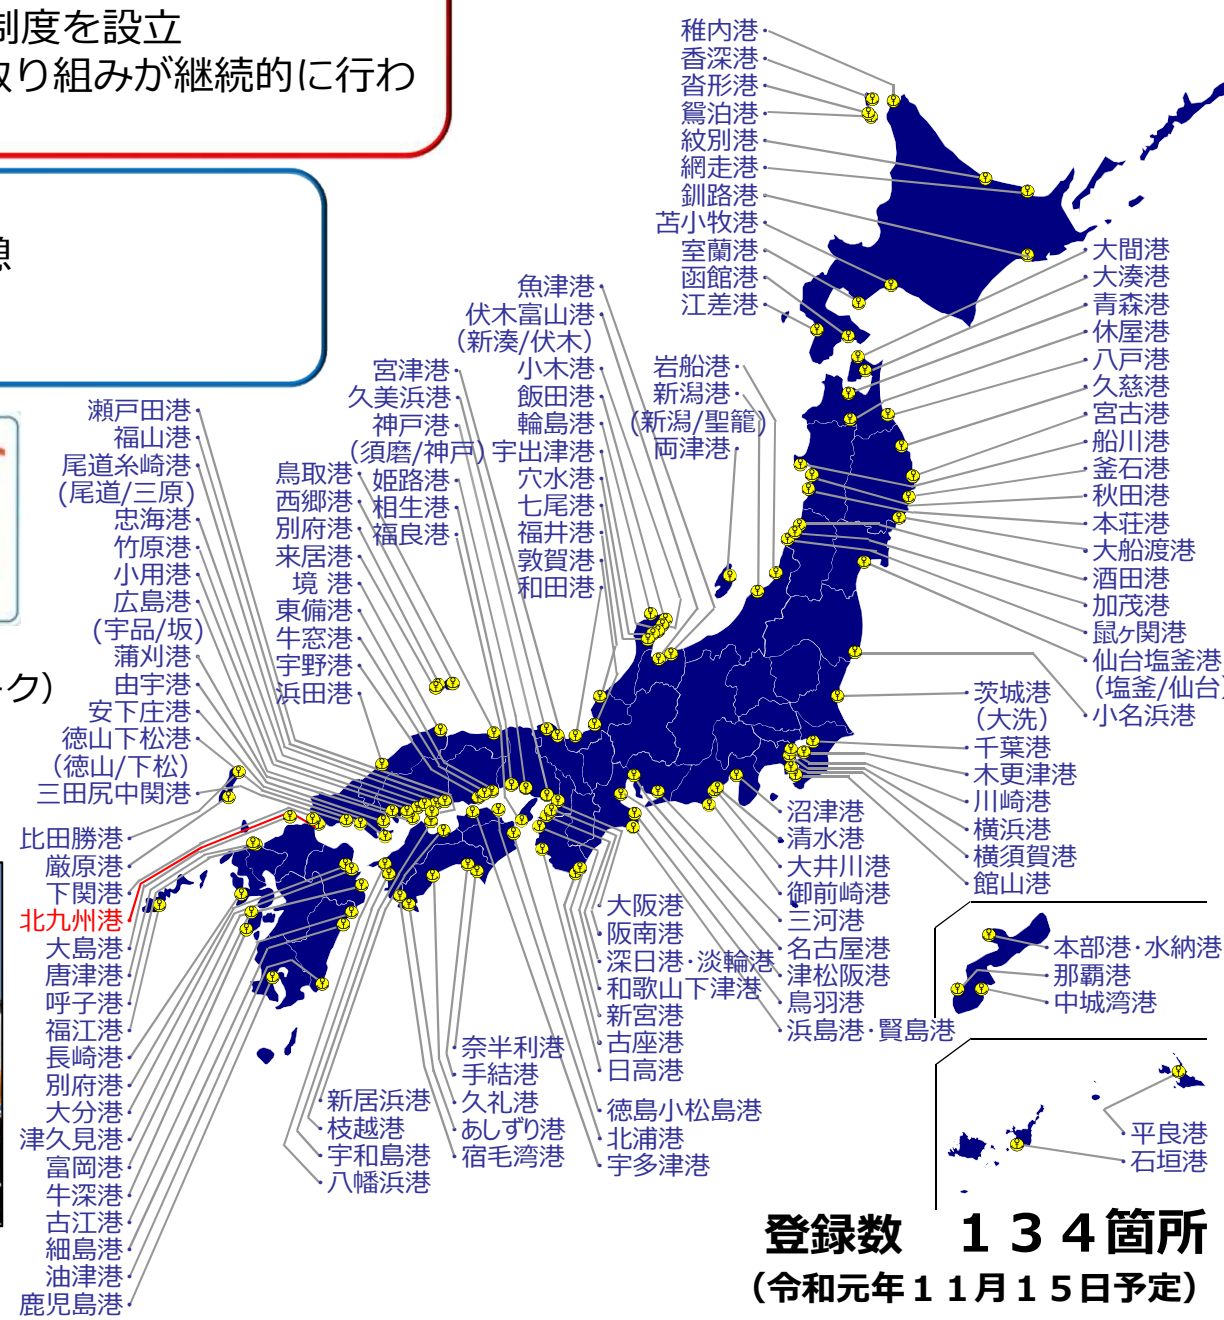 制度を設立
取り組みが継続的に行わ
稚内港
香深港
沓形港
鴛泊港
紋別港
網走港
釧路港
苫小牧港
室蘭港
函館港
江差港
大間港
大湊港
青森港
休屋港
八戸港
久慈港
宮古港
船川港
釜石港
秋田港
本荘港
大船渡港
酒田港
加茂港
鼠ヶ関港
仙台塩釜港
(塩釜/仙台)
小名浜港
岩船港
新潟港
(新潟/聖籠)
両津港
魚津港
伏木富山港
(新湊/伏木)
小木港
飯田港
輪島港
宇出津港
穴水港
七尾港
福井港
敦賀港
和田港
宮津港
久美浜港
神戸港
(須磨/神戸)
姫路港
相生港
福良港
鳥取港
西郷港
別府港
来居港
境 港
東備港
牛窓港
宇野港
浜田港
瀬戸田港
福山港
尾道糸崎港
(尾道/三原)
忠海港
竹原港
小用港
広島港
(宇品/坂)
蒲刈港
ーク)
由宇港
安下庄港
徳山下松港
(徳山/下松)
三田尻中関港
比田勝港
厳原港
下関港
北九州港
大島港
唐津港
呼子港
福江港
長崎港
別府港
大分港
津久見港
富岡港
牛深港
古江港
細島港
油津港
鹿児島港
新居浜港
枝越港
宇和島港
八幡浜港
奈半利港
手結港
久礼港
あしずり港
宿毛湾港
大阪港
阪南港
深日港・淡輪港
和歌山下津港
新宮港
古座港
日高港
徳島小松島港
北浦港
宇多津港
茨城港
(大洗)
千葉港
木更津港
川崎港
横浜港
横須賀港
館山港
沼津港
清水港
大井川港
御前崎港
三河港
名古屋港
津松阪港
鳥羽港
浜島港・賢島港
本部港・水納港
那覇港
中城湾港
平良港
石垣港
登録数 134箇所
(令和元年11月15日予定)